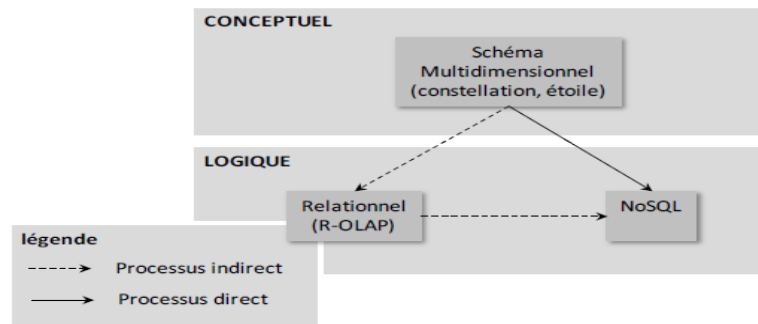 CONCEPTUEL
Schéma
Multidimensionnel
(constellation, étoile)
LOGIQUE
Relationnel
(R-OLAP)
NoSQL
légende
Processus indirect
Processus direct